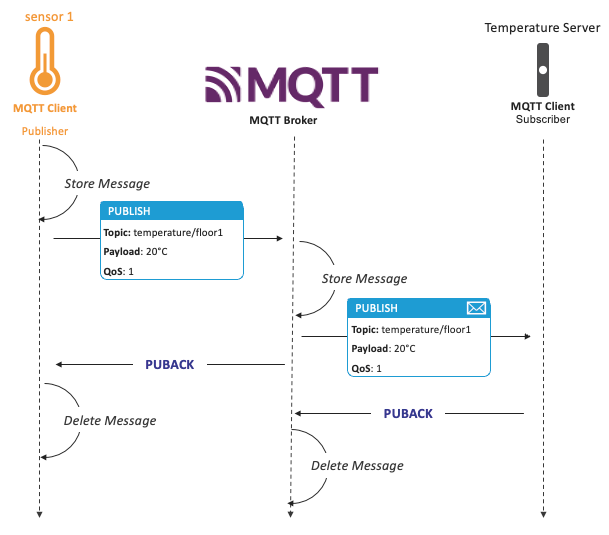 sensor 1
Temperature Server
MQTT
MQTT Client
MQTT Broker
MQTT Client
Publisher
Subscriber
Store Message
PUBLISH
Topic: temperature/floor1
Payload: 20°C
QoS: 1
Store Message
PUBLISH
Topic: temperature/floor1
Payload: 20°C
QoS: 1
PUBACK
PUBACK
Delete Message
Delete Message